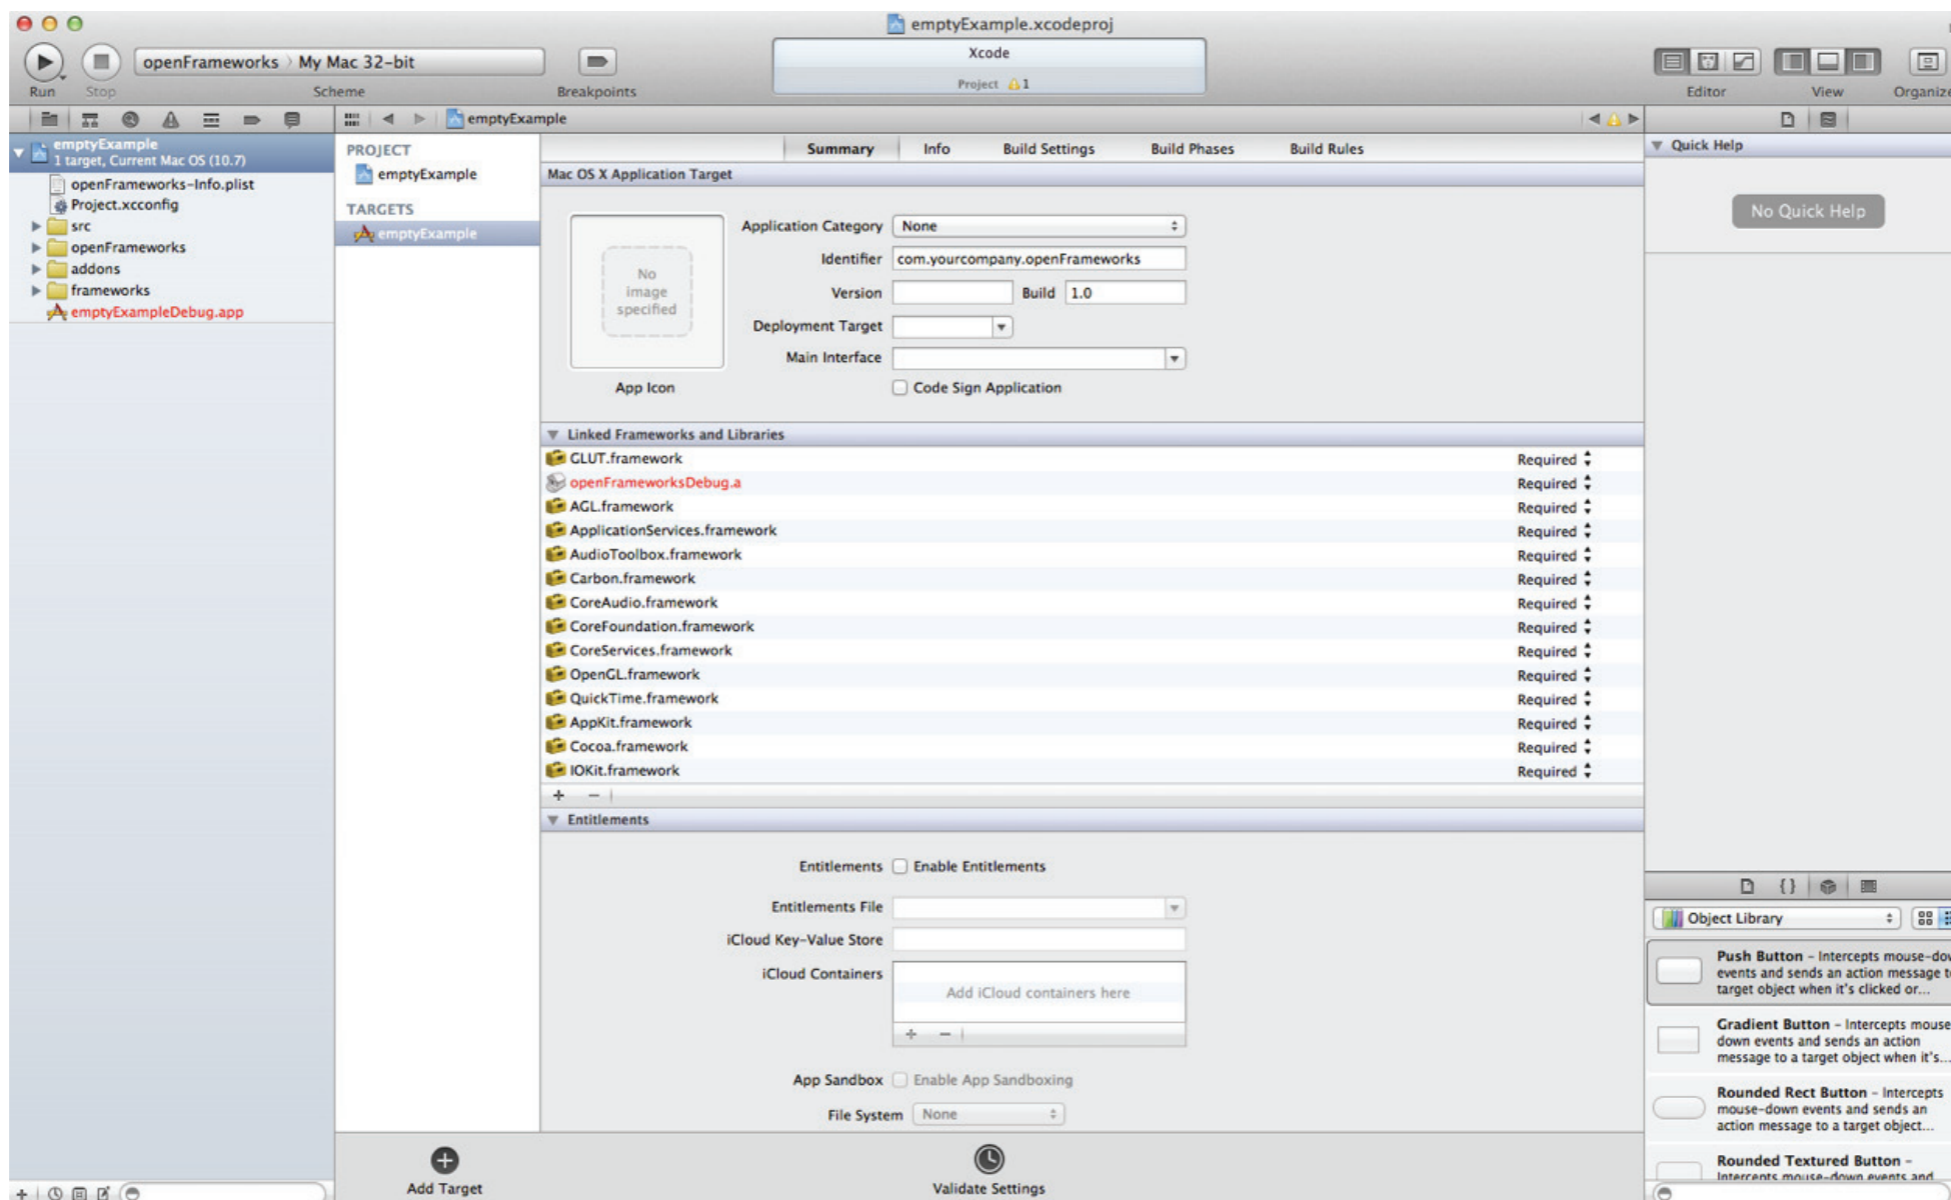 emptyExample.xcodeproj
openFrameworks › My Mac 32-bit
Xcode
Project 1
Run Stop Scheme Breakpoints
Editor View Organize
emptyExample
emptyExample
1 target, Current Mac OS (10.7)
openFrameworks-Info.plist
Project.xcconfig
src
openFrameworks
addons
frameworks
emptyExampleDebug.app
PROJECT
emptyExample
TARGETS
emptyExample
Summary Info Build Settings Build Phases Build Rules
Mac OS X Application Target
No
image
specified
App Icon
Application Category None
Identifier com.yourcompany.openFrameworks
Version Build 1.0
Deployment Target
Main Interface
Code Sign Application
Linked Frameworks and Libraries
GLUT.framework Required
openFrameworksDebug.a Required
AGL.framework Required
ApplicationServices.framework Required
AudioToolbox.framework Required
Carbon.framework Required
CoreAudio.framework Required
CoreFoundation.framework Required
CoreServices.framework Required
OpenGL.framework Required
QuickTime.framework Required
AppKit.framework Required
Cocoa.framework Required
IOKit.framework Required
Entitlements
Entitlements Enable Entitlements
Entitlements File
iCloud Key-Value Store
iCloud Containers
Add iCloud containers here
App Sandbox Enable App Sandboxing
File System None
Add Target
Validate Settings
Quick Help
No Quick Help
{}
Object Library
Push Button – Intercepts mouse-dow
events and sends an action message t
target object when it's clicked or...
Gradient Button – Intercepts mouse
down events and sends an action
message to a target object when it's...
Rounded Rect Button – Intercepts
mouse-down events and sends an
action message to a target object...
Rounded Textured Button –
Intercepts mouse-down events and